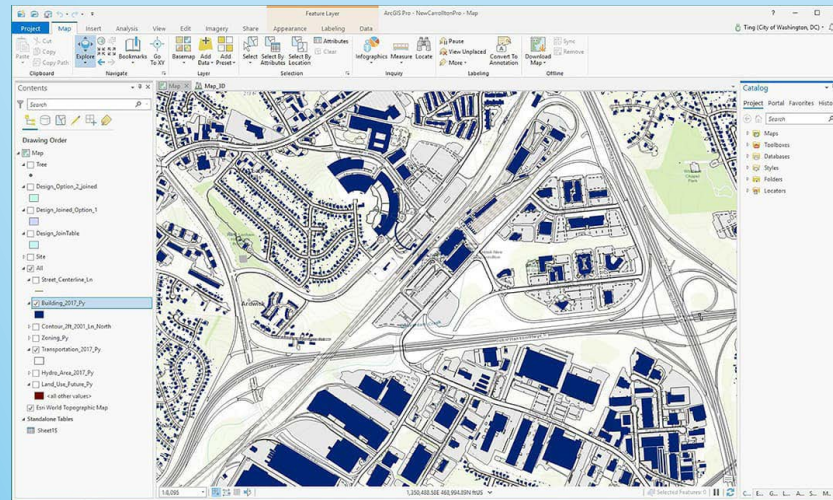 Feature Layer
ArcGIS Pro - NewCarrolltonPro - Map
Project Map Insert Analysis View Edit Imagery Share Appearance Labeling Data
Ting (City of Washington, DC)
Paste
Cut
Copy
Copy Path
Clipboard
Explore
Bookmarks
Go To XY
Navigate
Basemap
Add Data
Add Preset
Layer
Select
Select By Attributes
Select By Location
Attributes
Clear
Selection
Infographics
Measure
Locate
Inquiry
Pause
View Unplaced
More
Convert To Annotation
Labeling
Download Map
Sync
Remove
Offline
Contents
Search
Drawing Order
Map
Tree
Design_Option_2_joined
Design_Joined_Option_1
Design_JoinTable
Site
All
Street_Centerline_Ln
Building_2017_Py
Contour_2ft_2001_Ln_North
Zoning_Py
Transportation_2017_Py
Hydro_Area_2017_Py
Land_Use_Future_Py
<all other values>
Esri World Topographic Map
Standalone Tables
Sheet1$
Map
Map_3D
Ardwick
Catalog
Project Portal Favorites Histo
Search
Maps
Toolboxes
Databases
Styles
Folders
Locators
Selected Features: 0
C... E... G... L... A... S... M...